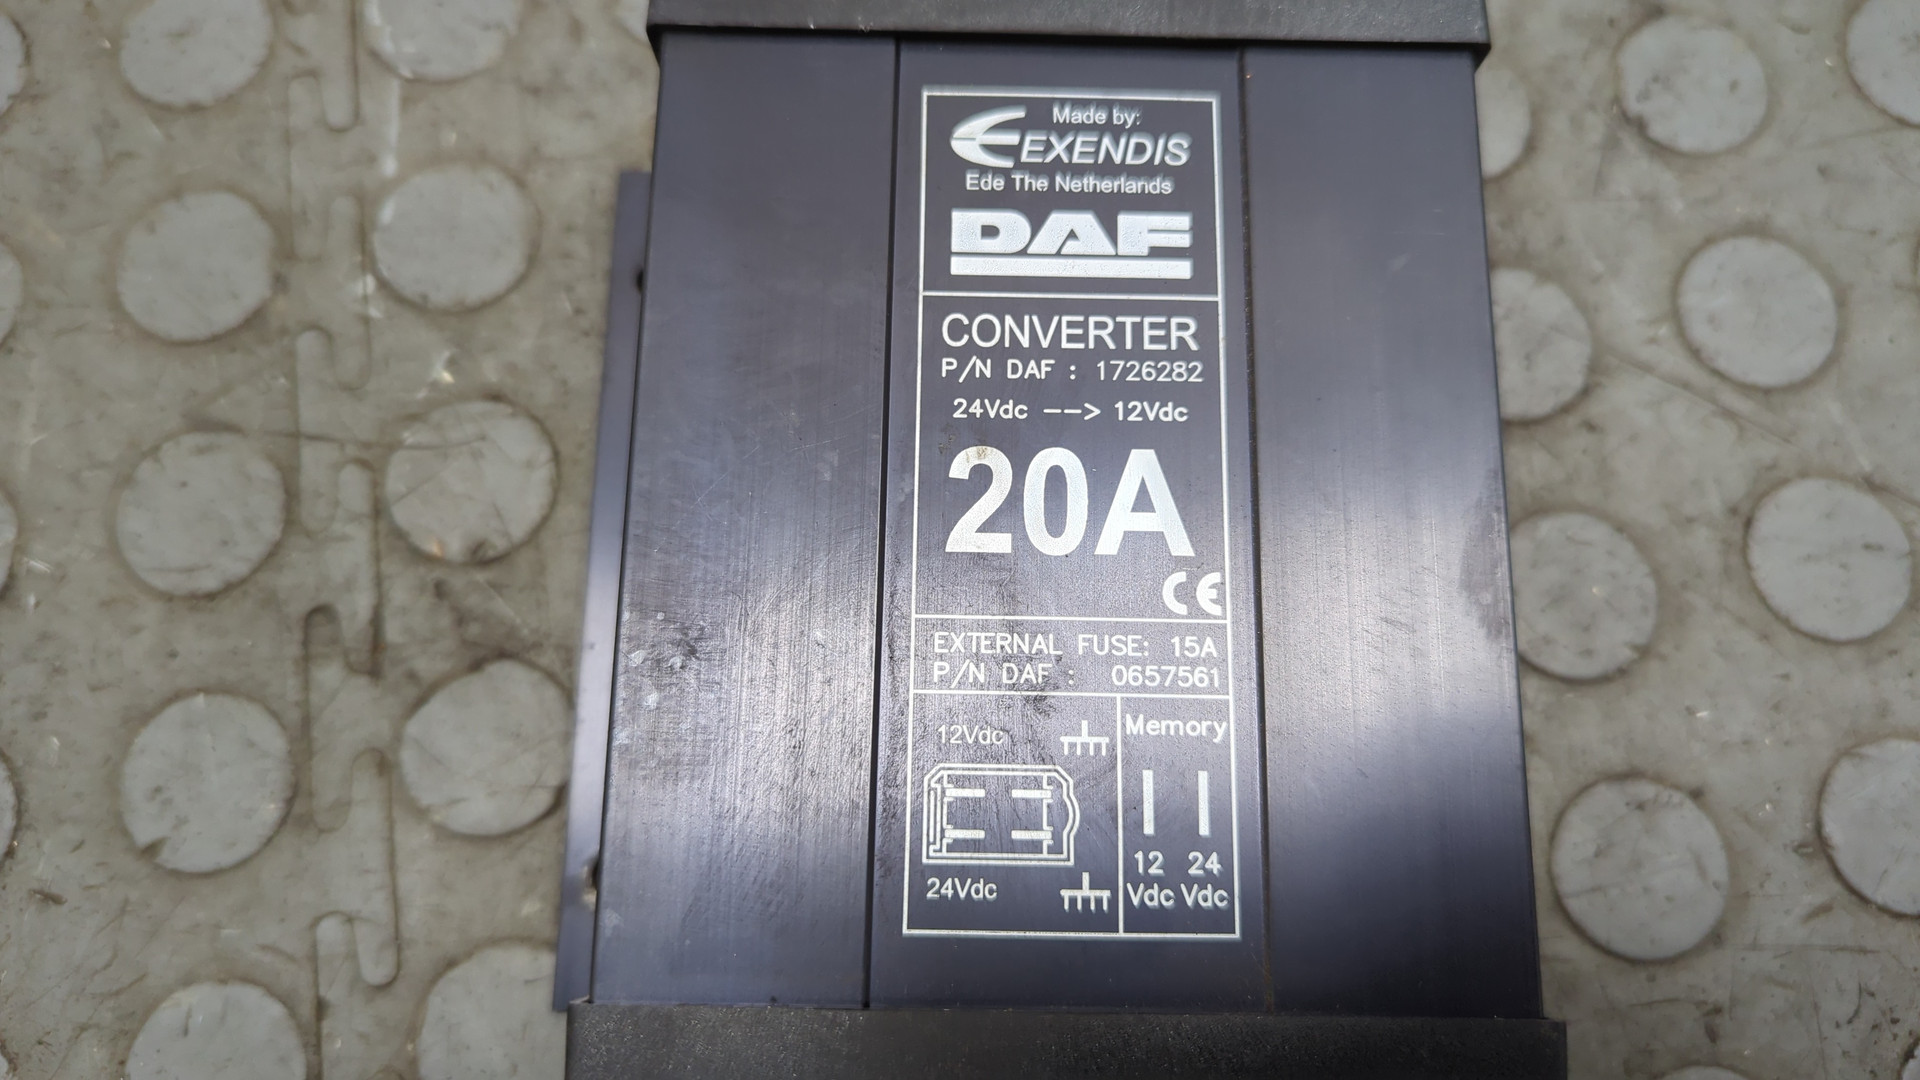 Made by:
EXENDIS
Ede The Netherlands
DAF
CONVERTER
P/N DAF : 1726282
24Vdc --> 12Vdc
20A
CE
EXTERNAL FUSE: 15A
P/N DAF : 0657561
12Vdc
24Vdc
Memory
12 24
Vdc Vdc